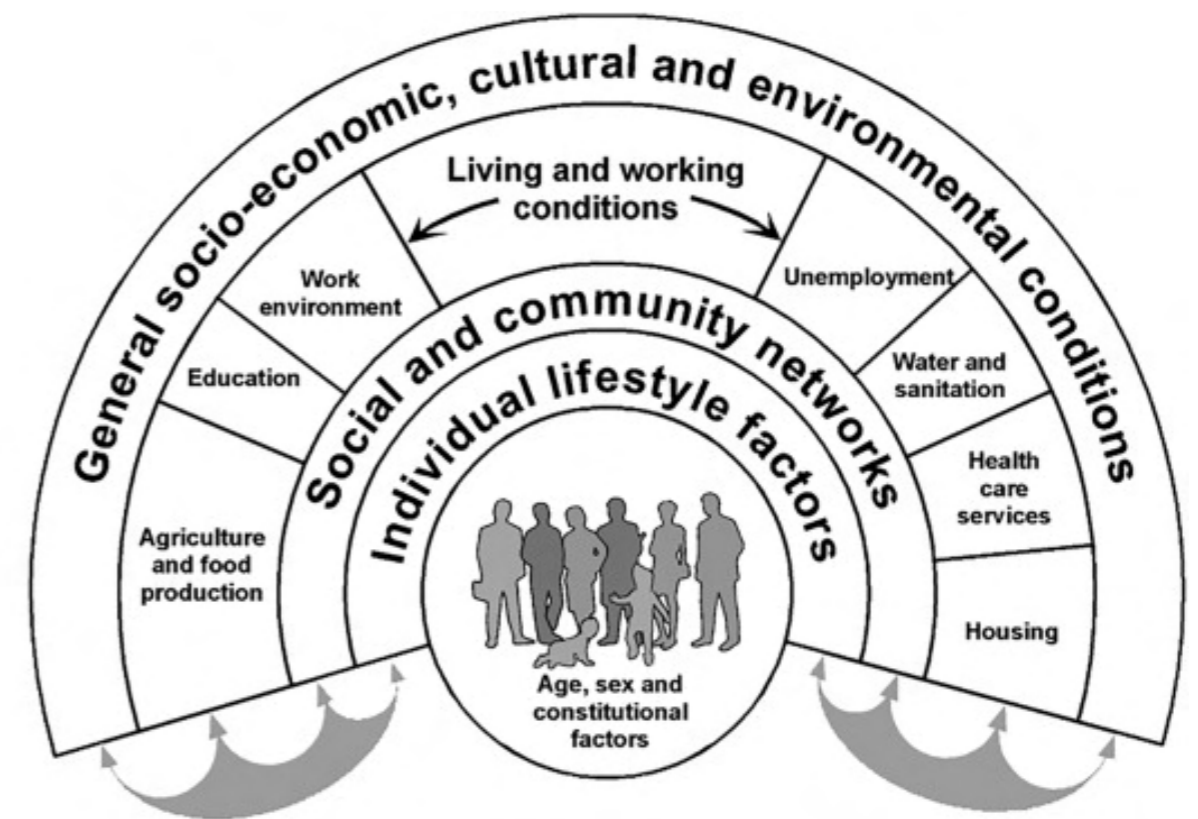 General socio-economic, cultural and environmental conditions
Living and working
conditions
Work
environment
Unemployment
Education
Water and
sanitation
Agriculture
and food
production
Health
care
services
Housing
Social and community networks
Individual lifestyle factors
Age, sex and
constitutional
factors